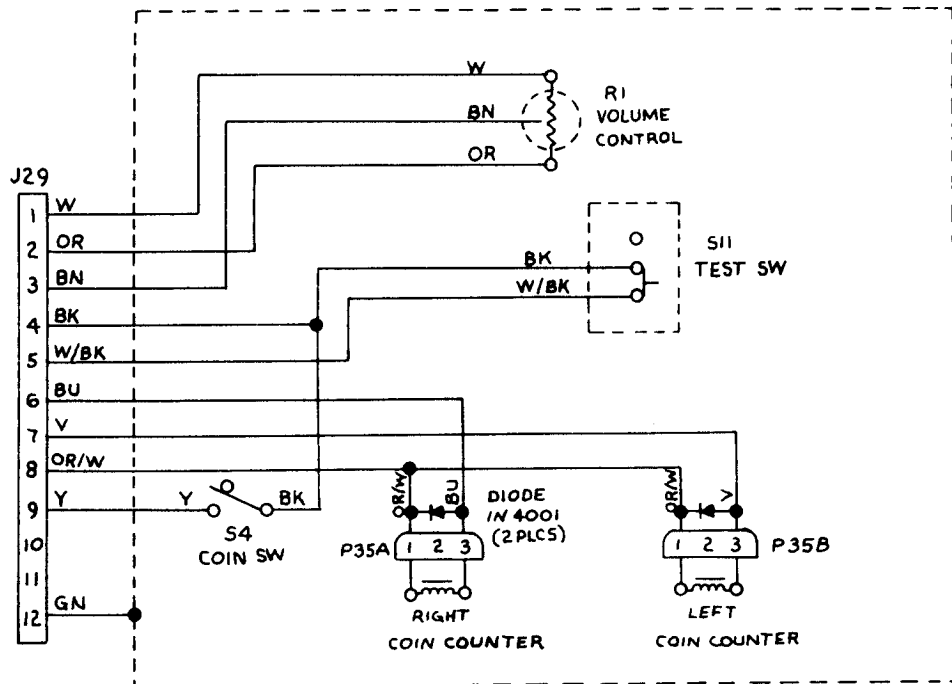 W
R1
VOLUME
CONTROL
BN
OR
J29
1 W
2 OR
3 BN
4 BK
5 W/BK
6 BU
7 V
8 OR/W
9 Y
10
11
12 GN
S11
TEST SW
BK
W/BK
Y
BK
S4
COIN SW
OR/W
BU
DIODE
IN 4001
(2 PLCS)
OR/W
V
P35A
1 2 3
1 2 3
P35B
RIGHT
COIN COUNTER
LEFT
COIN COUNTER